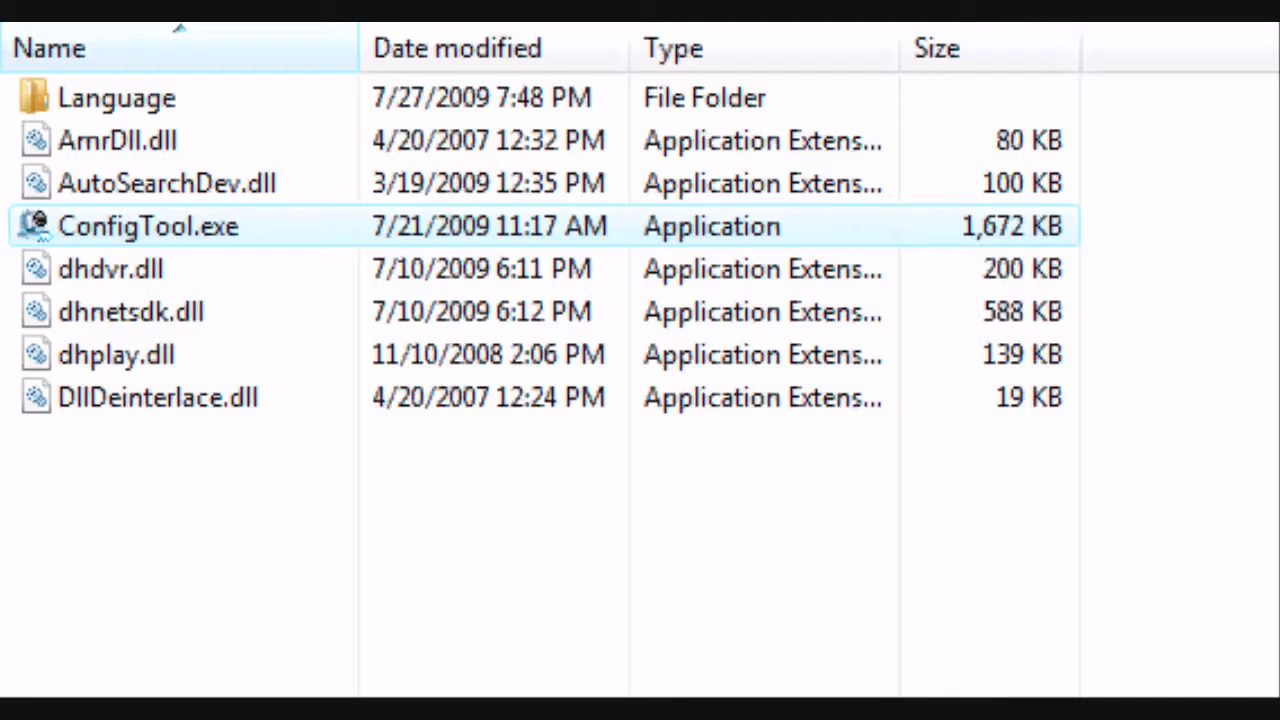 Name Date modified Type Size
Language 7/27/2009 7:48 PM File Folder
AmrDll.dll 4/20/2007 12:32 PM Application Extens... 80 KB
AutoSearchDev.dll 3/19/2009 12:35 PM Application Extens... 100 KB
ConfigTool.exe 7/21/2009 11:17 AM Application 1,672 KB
dhdvr.dll 7/10/2009 6:11 PM Application Extens... 200 KB
dhnetsdk.dll 7/10/2009 6:12 PM Application Extens... 588 KB
dhplay.dll 11/10/2008 2:06 PM Application Extens... 139 KB
DllDeinterlace.dll 4/20/2007 12:24 PM Application Extens... 19 KB